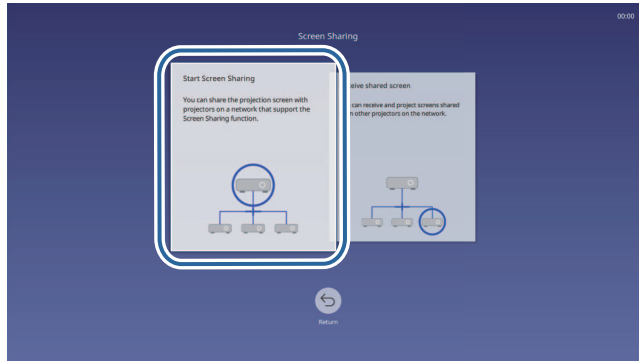 00:00
Screen Sharing
Start Screen Sharing
You can share the projection screen with
projectors on a network that support the
Screen Sharing function.
eive shared screen
can receive and project screens shared
n other projectors on the network.
Return